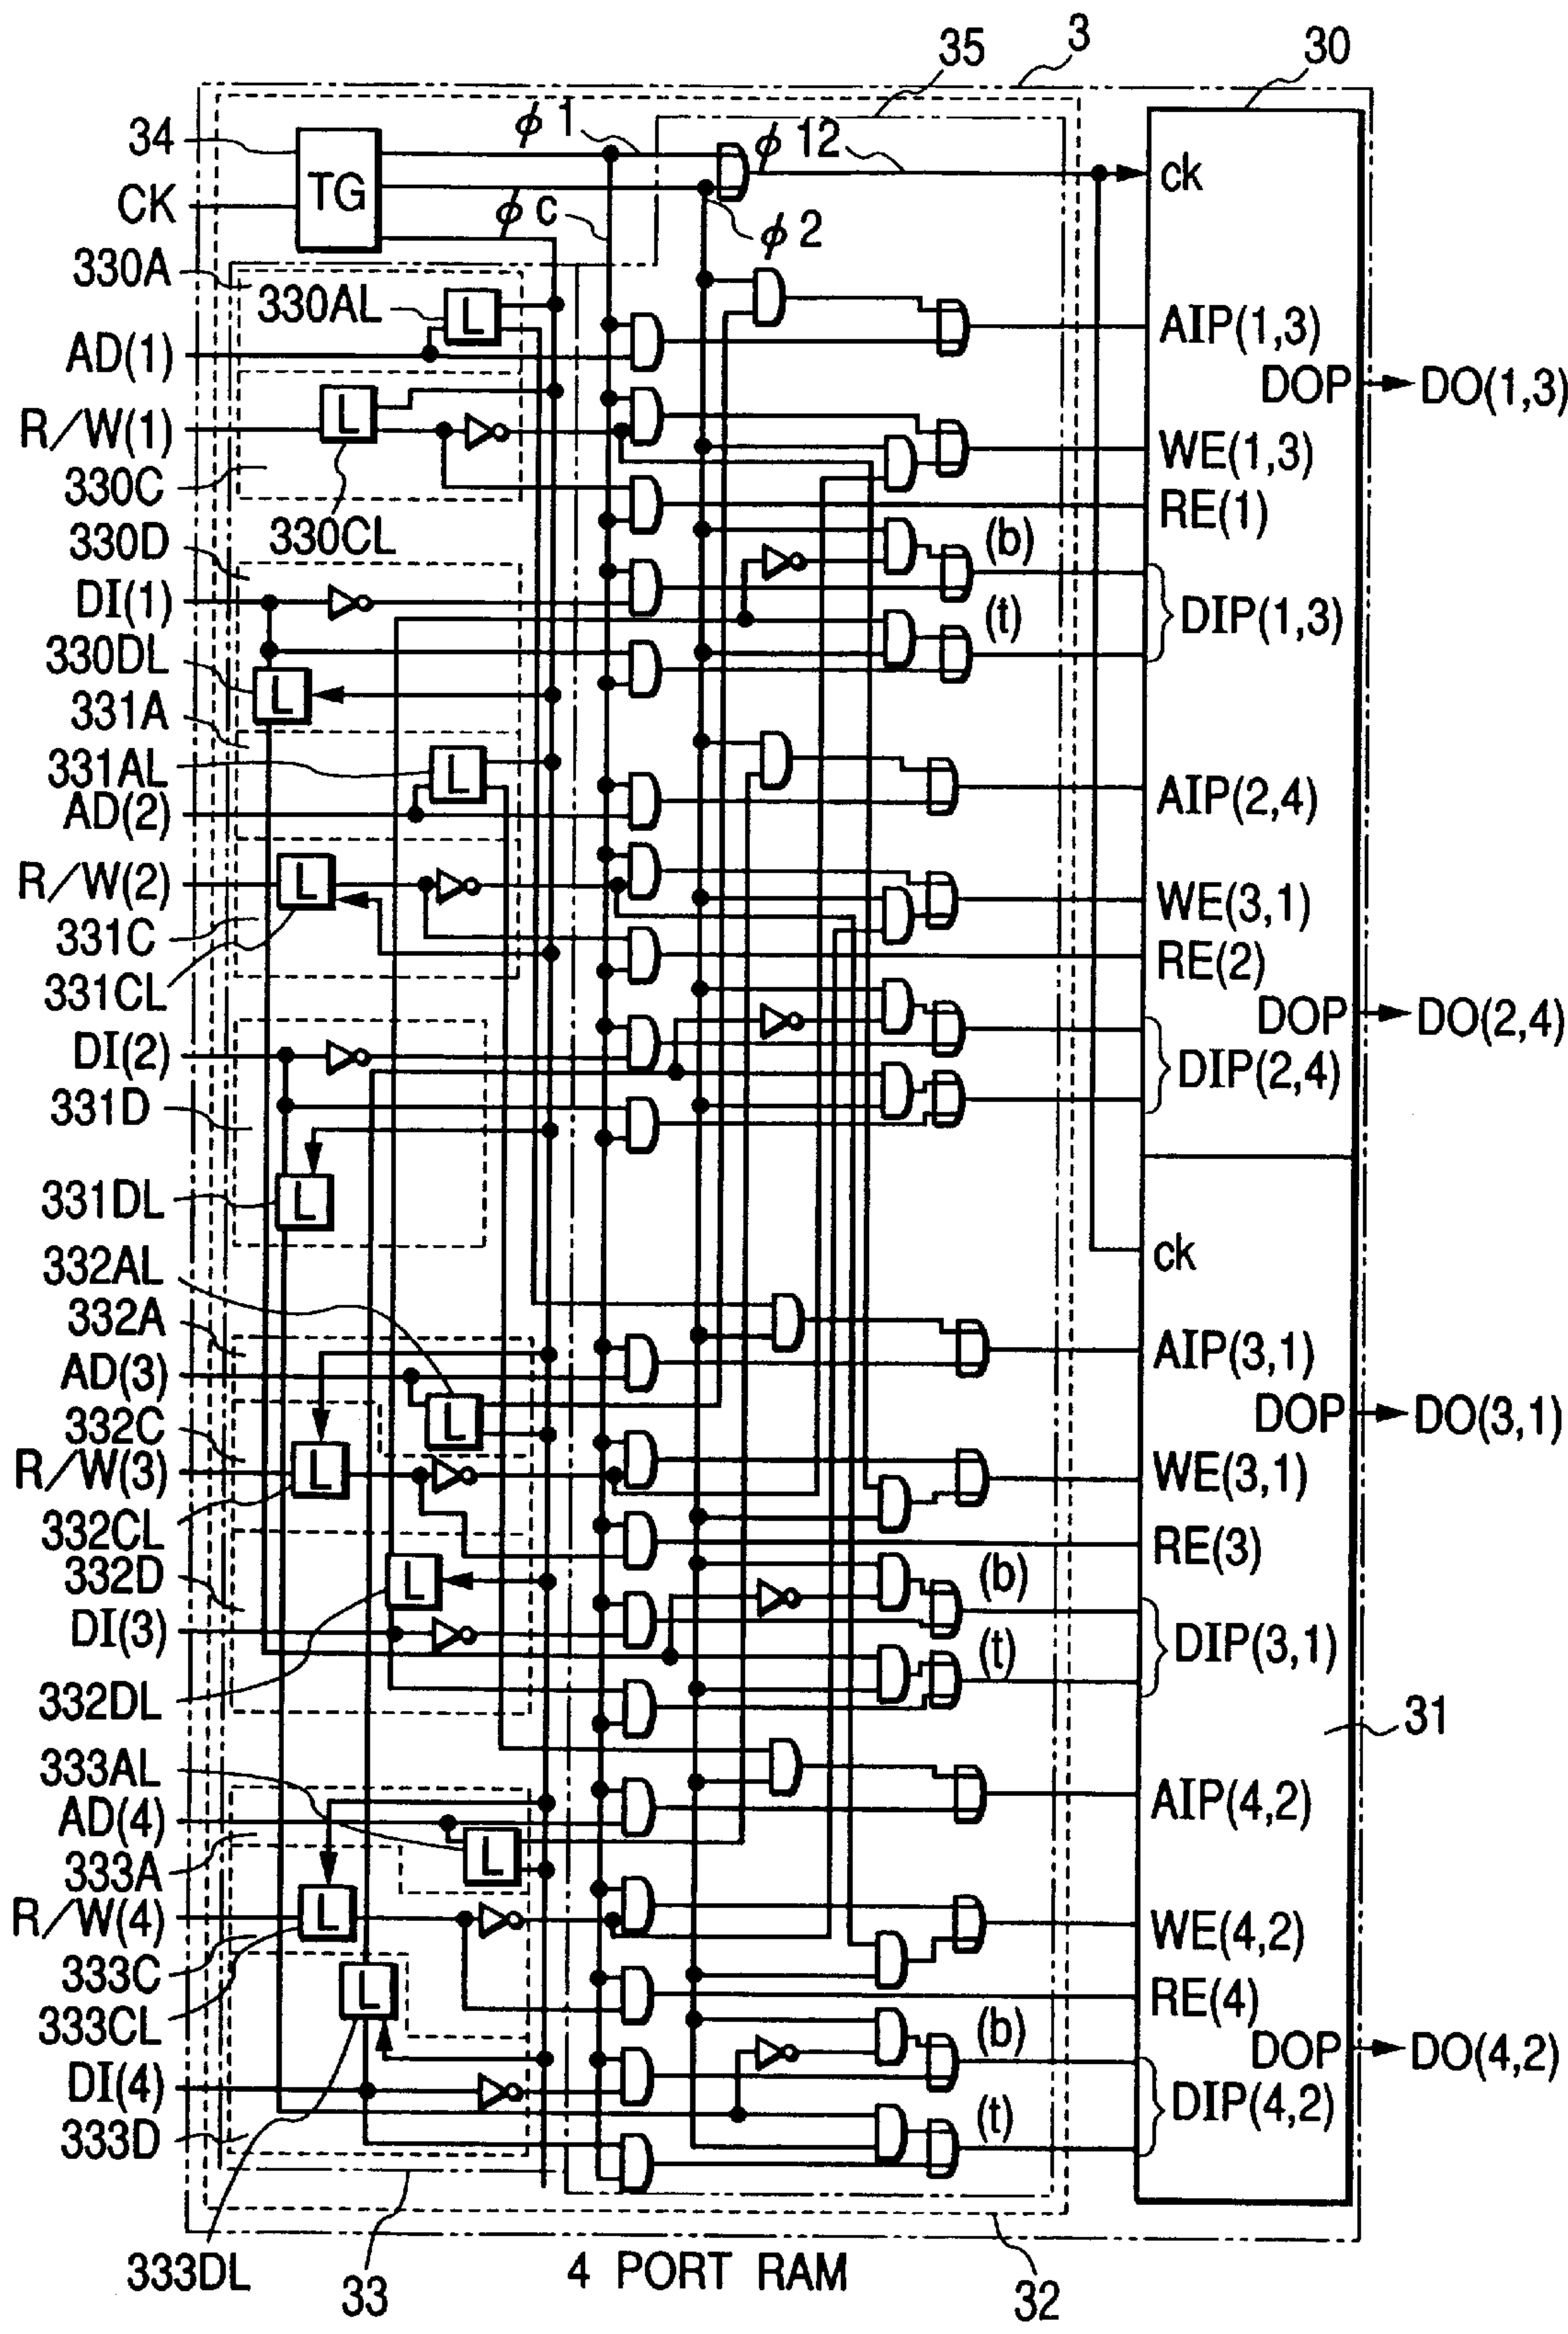 3
35
30
34
ϕ 1
ϕ 12
ck
TG
CK
ϕ c
ϕ 2
330A
330AL
L
AD(1)
AIP(1,3)
DOP
DO(1,3)
L
R/W(1)
WE(1,3)
330C
RE(1)
330CL
330D
(b)
DI(1)
DIP(1,3)
(t)
330DL
L
331A
331AL
L
AD(2)
AIP(2,4)
R/W(2)
L
WE(3,1)
331C
RE(2)
331CL
DOP
DO(2,4)
DI(2)
DIP(2,4)
331D
331DL
L
ck
332AL
332A
AD(3)
AIP(3,1)
L
DOP
DO(3,1)
332C
R/W(3)
L
WE(3,1)
332CL
RE(3)
332D
L
(b)
DI(3)
DIP(3,1)
(t)
332DL
31
333AL
AD(4)
AIP(4,2)
L
333A
R/W(4)
L
WE(4,2)
333C
L
RE(4)
333CL
(b)
DOP
DO(4,2)
DI(4)
DIP(4,2)
(t)
333D
333DL
33
4 PORT RAM
32